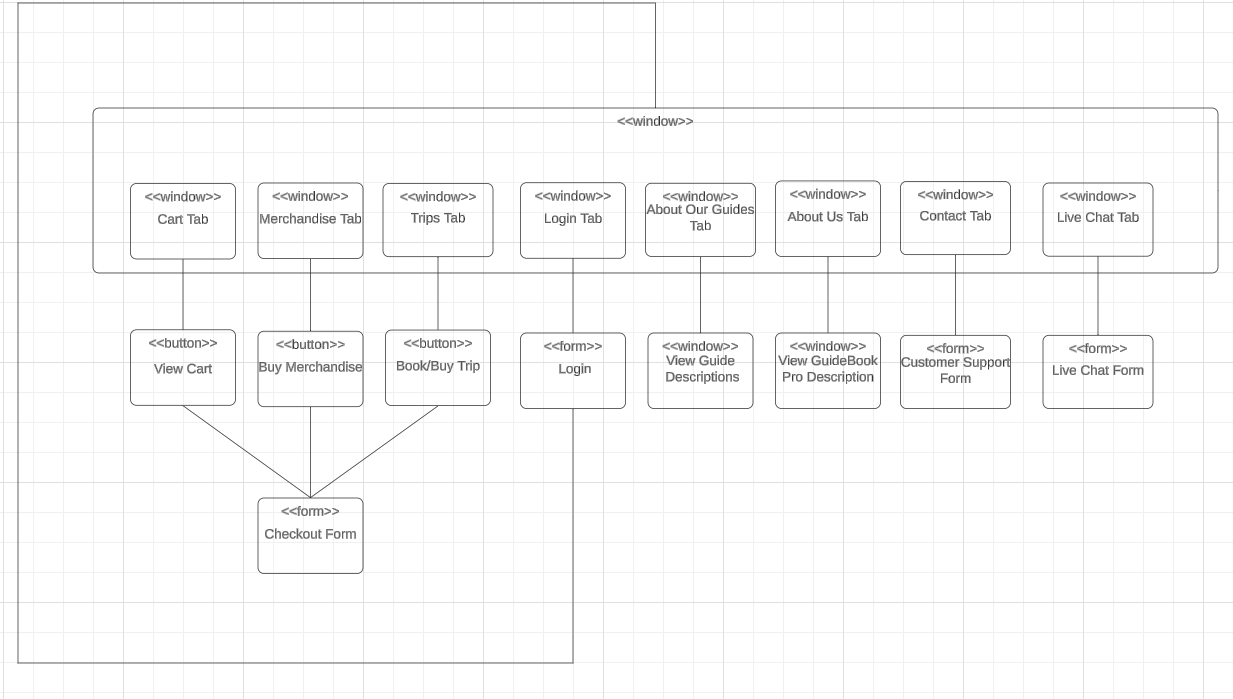 <<window>>
<<window>>
Cart Tab
<<window>>
Merchandise Tab
<<window>>
Trips Tab
<<window>>
Login Tab
<<window>>
About Our Guides
Tab
<<window>>
About Us Tab
<<window>>
Contact Tab
<<window>>
Live Chat Tab
<<button>>
View Cart
<<button>>
Buy Merchandise
<<button>>
Book/Buy Trip
<<form>>
Login
<<window>>
View Guide
Descriptions
<<window>>
View GuideBook
Pro Description
<<form>>
Customer Support
Form
<<form>>
Live Chat Form
<<form>>
Checkout Form